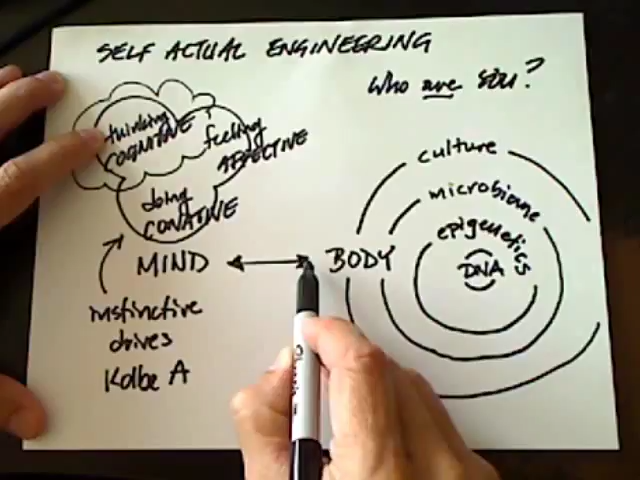 SELF ACTUAL ENGINEERING
Who are you?
thinking
COGNITIVE
feeling
AFFECTIVE
doing
CONATIVE
MIND
BODY
instinctive
drives
Kolbe A
culture
microbiome
epigenetics
DNA